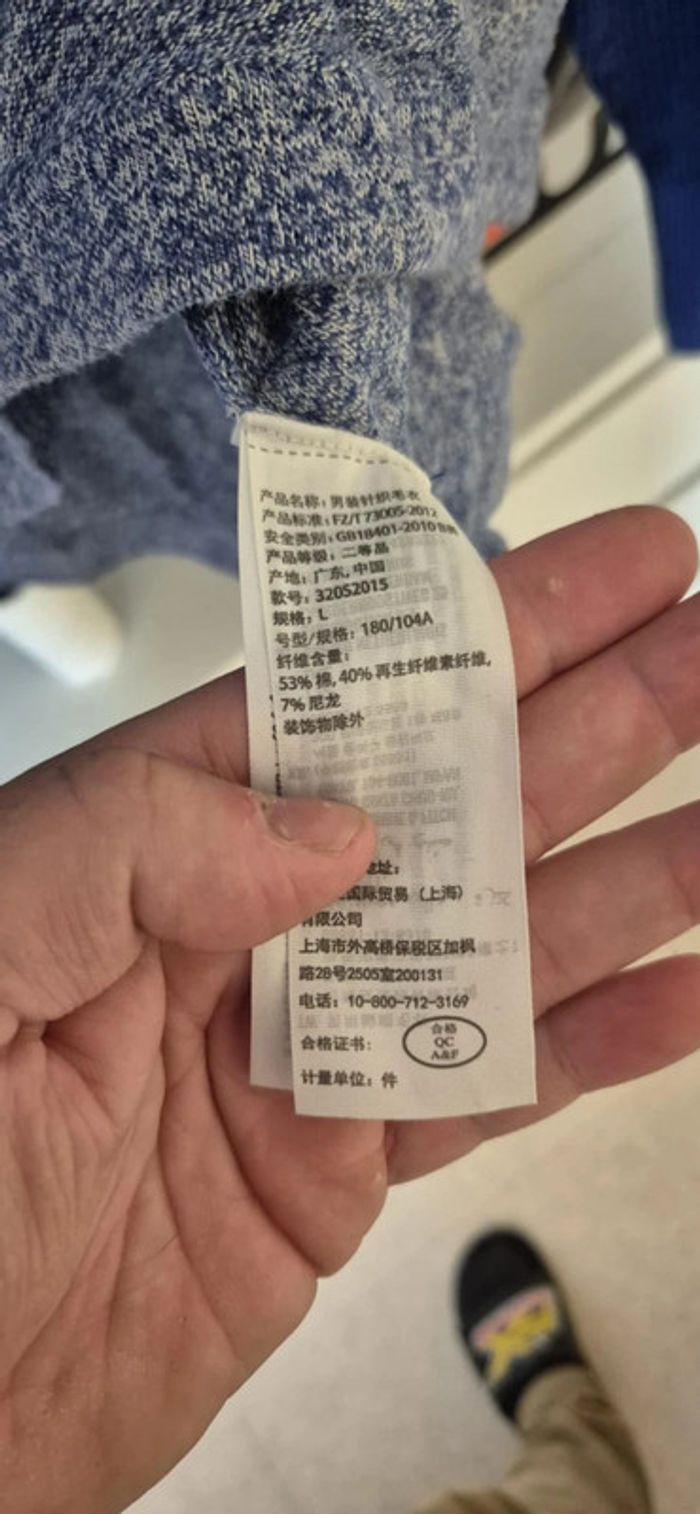 产品名称：男装针织毛衣
产品标准：FZ/T 73005-2012
安全类别：GB18401-2010 B类
产品等级：二等品
产地：广东，中国
款号：32052015
规格：L
号型/规格：180/104A
纤维含量：
53% 棉，40% 再生纤维素纤维，
7% 尼龙
装饰物除外
址：
国际贸易（上海）
有限公司
上海市外高桥保税区加枫
路28号2505室200131
电话：10-800-712-3169
合格证书：
合格
QC
A&F
计量单位：件